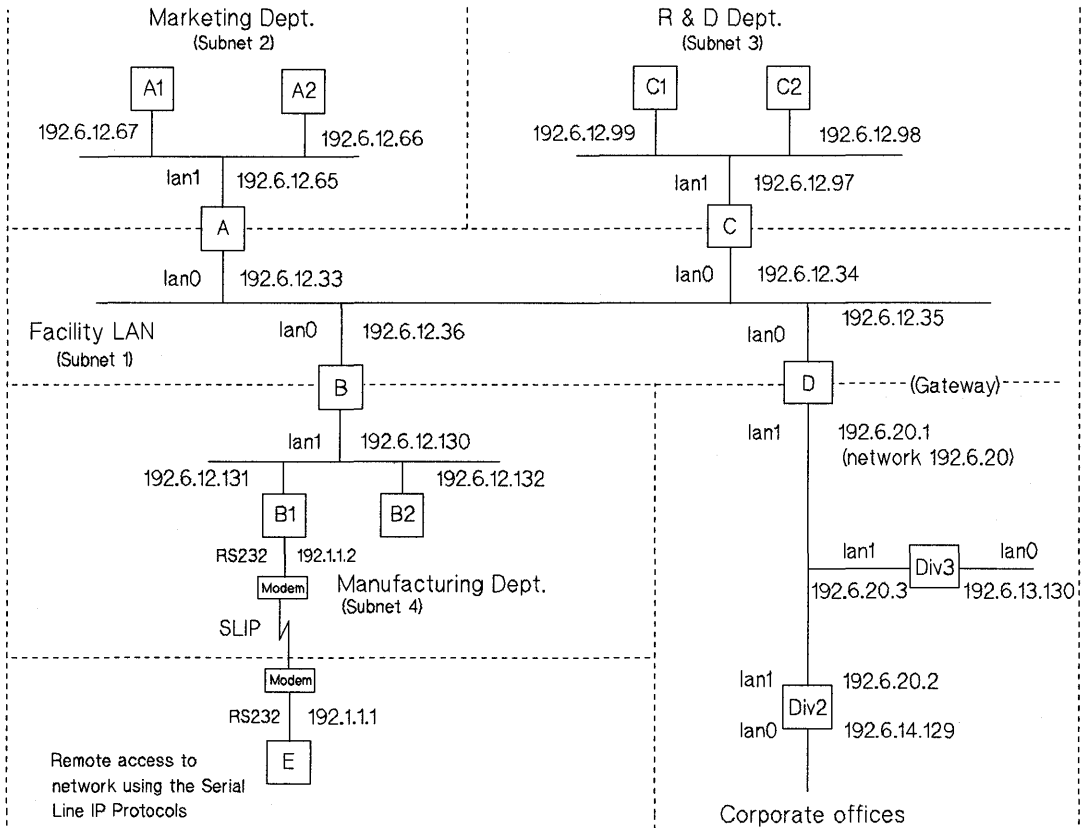 Marketing Dept.
(Subnet 2)
R & D Dept.
(Subnet 3)
A1
A2
C1
C2
192.6.12.67
192.6.12.66
192.6.12.99
192.6.12.98
lan1
192.6.12.65
lan1
192.6.12.97
A
C
lan0
192.6.12.33
lan0
192.6.12.34
Facility LAN
(Subnet 1)
lan0
192.6.12.36
lan0
192.6.12.35
B
D
(Gateway)
lan1
192.6.12.130
lan1
192.6.20.1
(network 192.6.20)
192.6.12.131
192.6.12.132
B1
B2
RS232
192.1.1.2
Modem
Manufacturing Dept.
(Subnet 4)
SLIP
lan1
Div3
lan0
192.6.20.3
192.6.13.130
Modem
RS232
192.1.1.1
E
lan1
192.6.20.2
Div2
lan0
192.6.14.129
Remote access to
network using the Serial
Line IP Protocols
Corporate offices